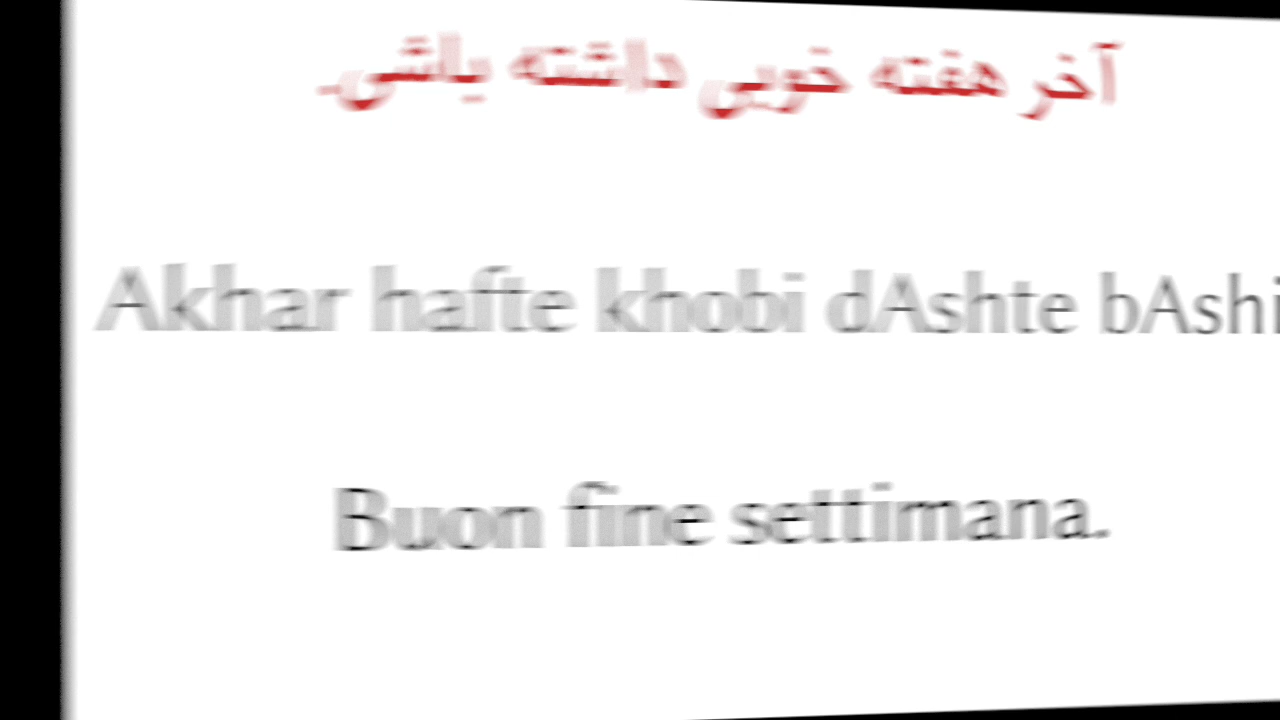 آخر هفته خوبی داشته باشی.
Akhar hafte khobi dAshte bAshi
Buon fine settimana.